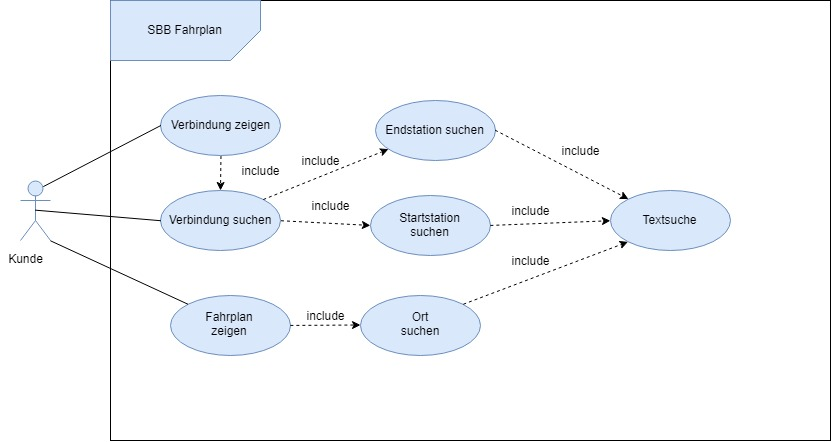 SBB Fahrplan
Verbindung zeigen
Endstation suchen
include
include
include
Verbindung suchen
include
Startstation
suchen
include
Textsuche
Kunde
include
Fahrplan
zeigen
include
Ort
suchen